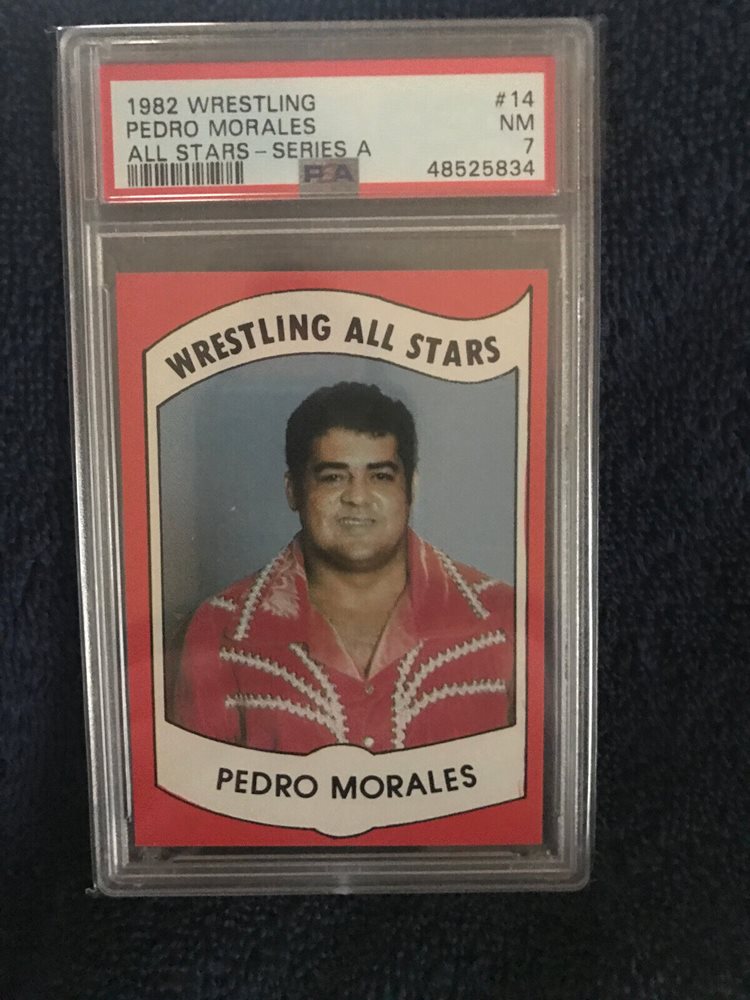 1982 WRESTLING #14
PEDRO MORALES NM
ALL STARS - SERIES A 7
PSA 48525834
WRESTLING ALL STARS
PEDRO MORALES